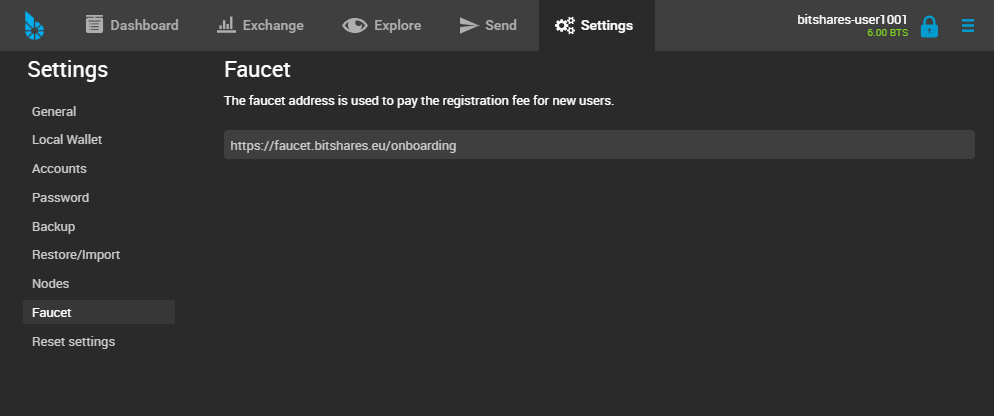 Dashboard
Exchange
Explore
Send
Settings
bitshares-user1001
6.00 BTS
Settings
General
Local Wallet
Accounts
Password
Backup
Restore/Import
Nodes
Faucet
Reset settings
Faucet
The faucet address is used to pay the registration fee for new users.
https://faucet.bitshares.eu/onboarding